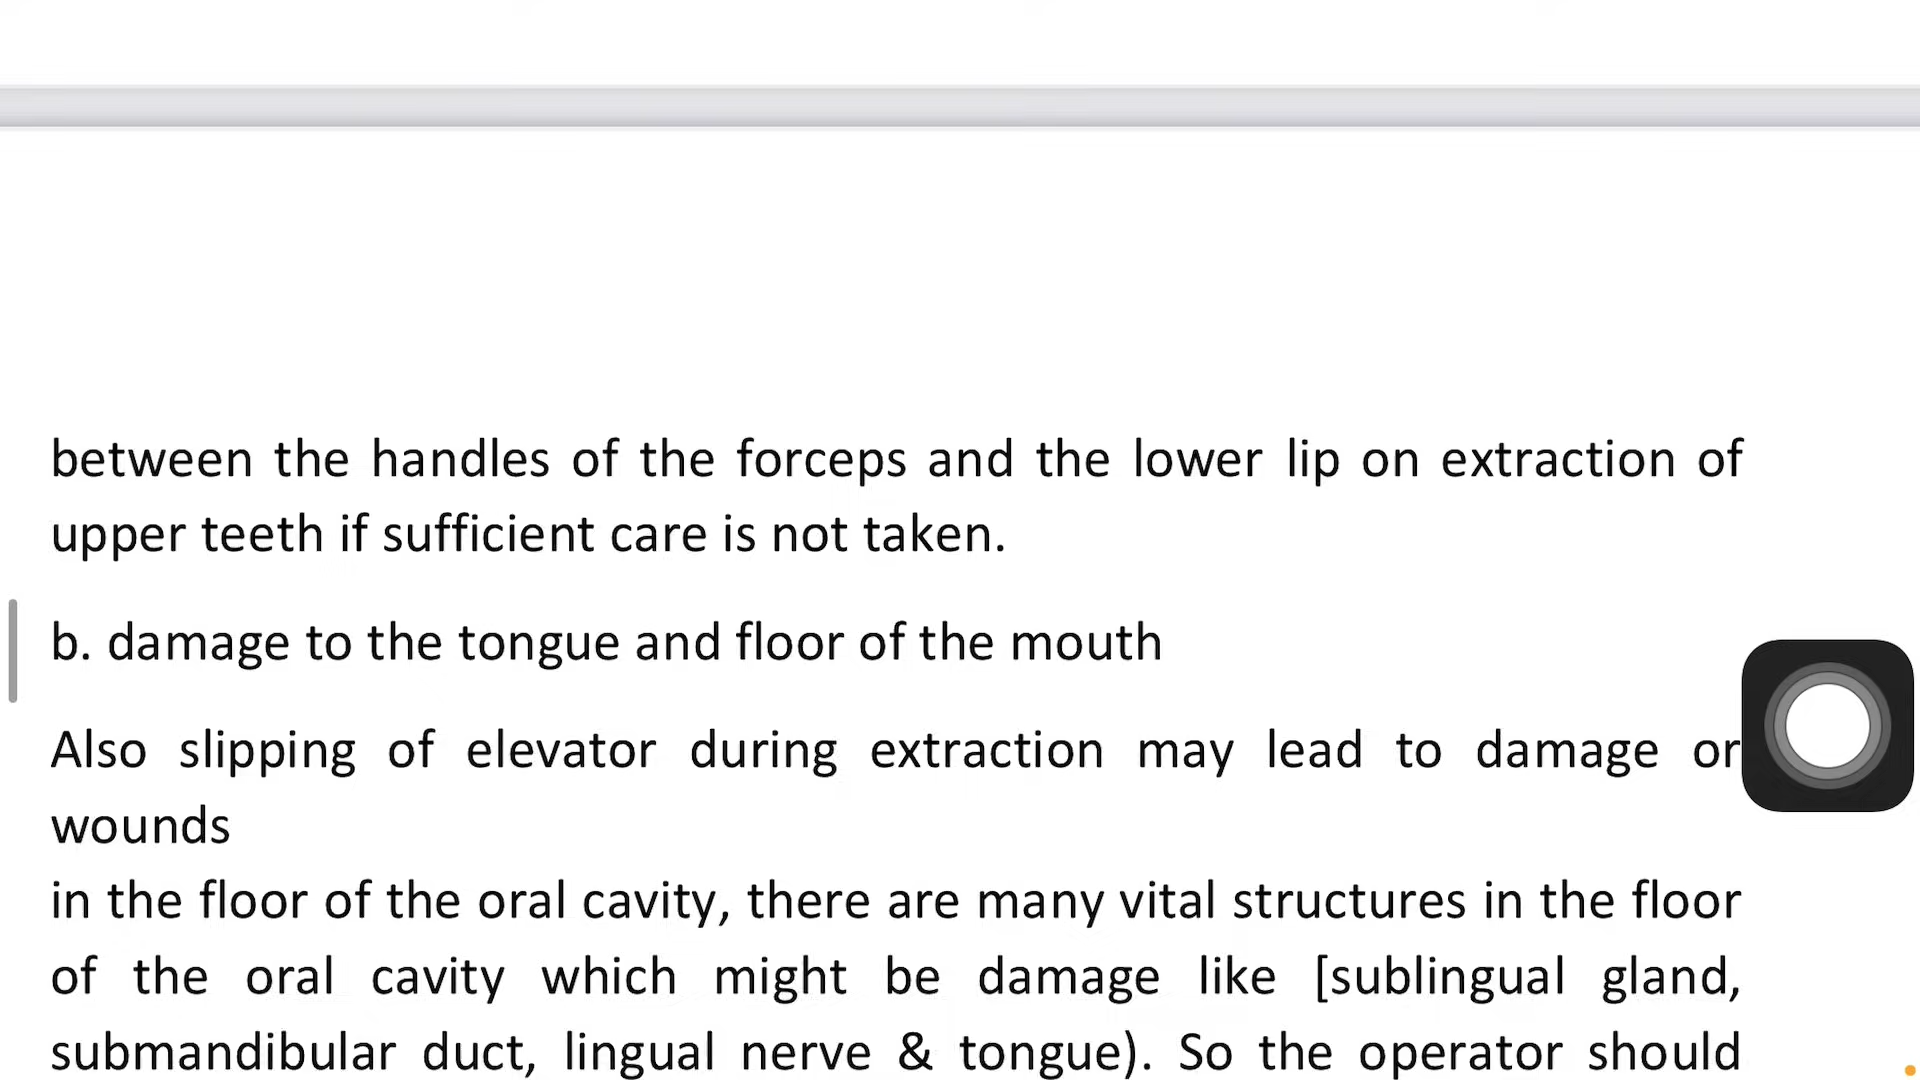 between the handles of the forceps and the lower lip on extraction of
upper teeth if sufficient care is not taken.
b. damage to the tongue and floor of the mouth
Also slipping of elevator during extraction may lead to damage or
wounds
in the floor of the oral cavity, there are many vital structures in the floor
of the oral cavity which might be damage like [sublingual gland,
submandibular duct, lingual nerve & tongue). So the operator should